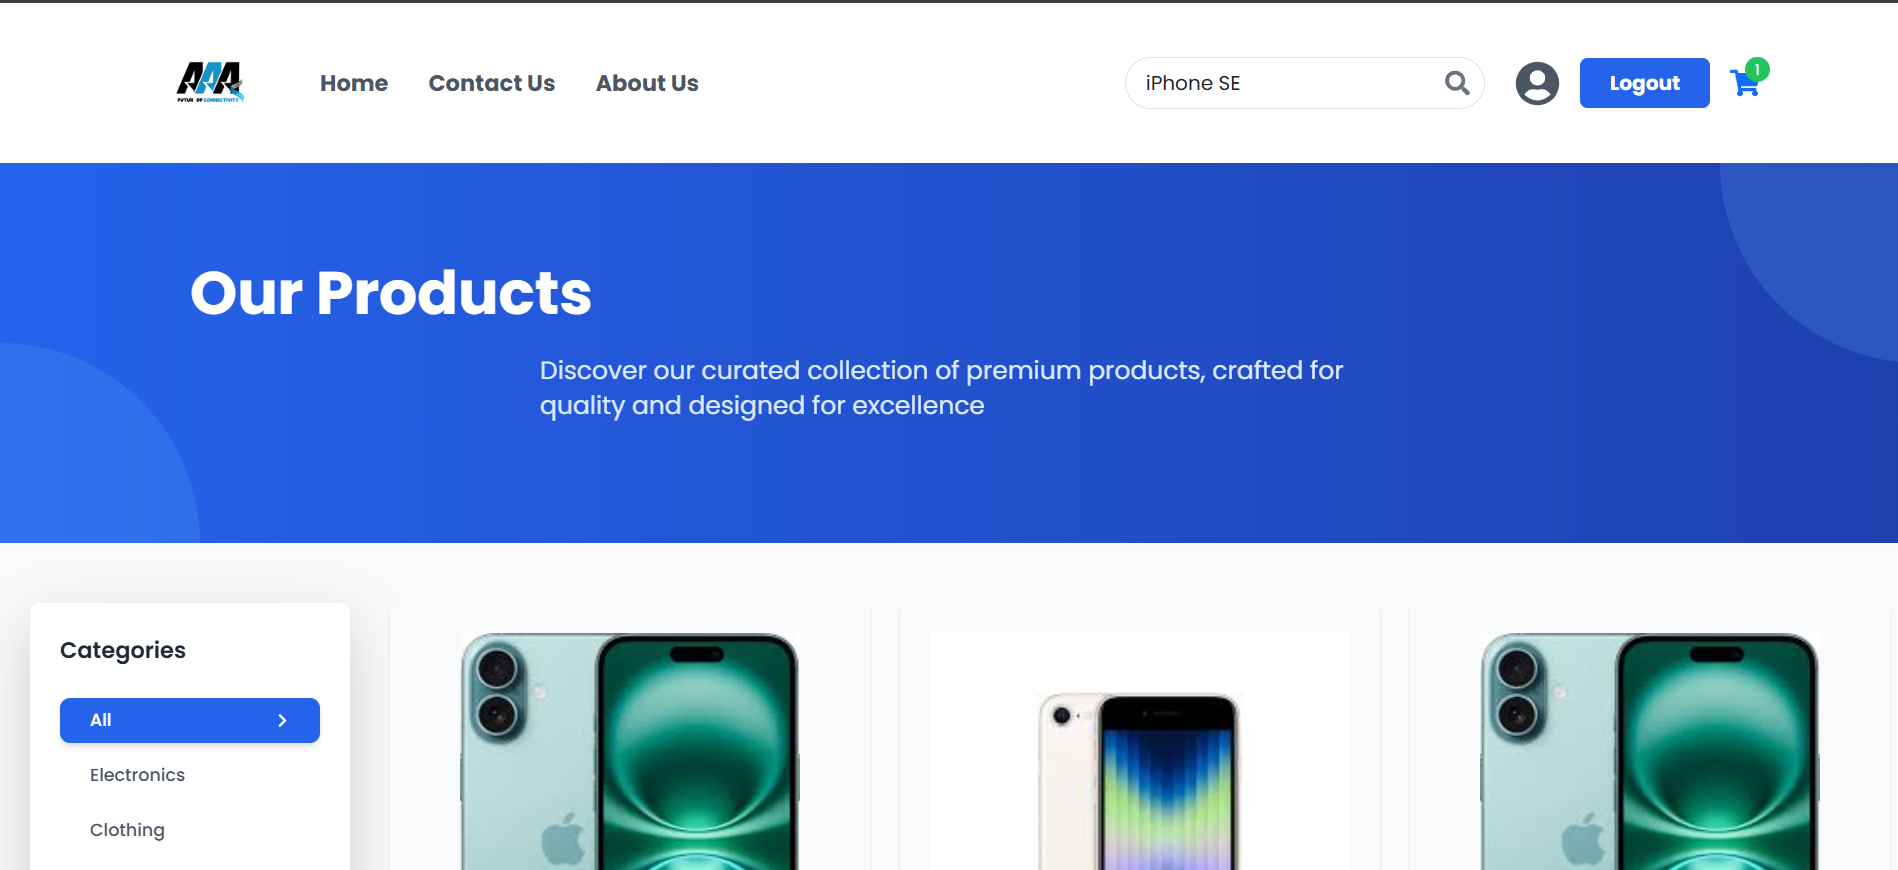 AAA
FUTUR OF CONNECTIVITY
Home
Contact Us
About Us
iPhone SE
Logout
1
Our Products
Discover our curated collection of premium products, crafted for
quality and designed for excellence
Categories
All
Electronics
Clothing